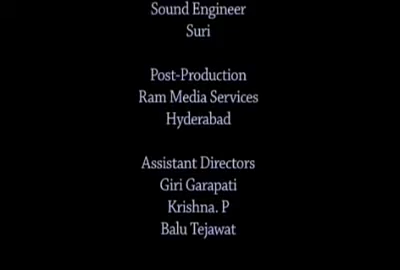 Sound Engineer
Suri
Post-Production
Ram Media Services
Hyderabad
Assistant Directors
Giri Garapati
Krishna. P
Balu Tejawat